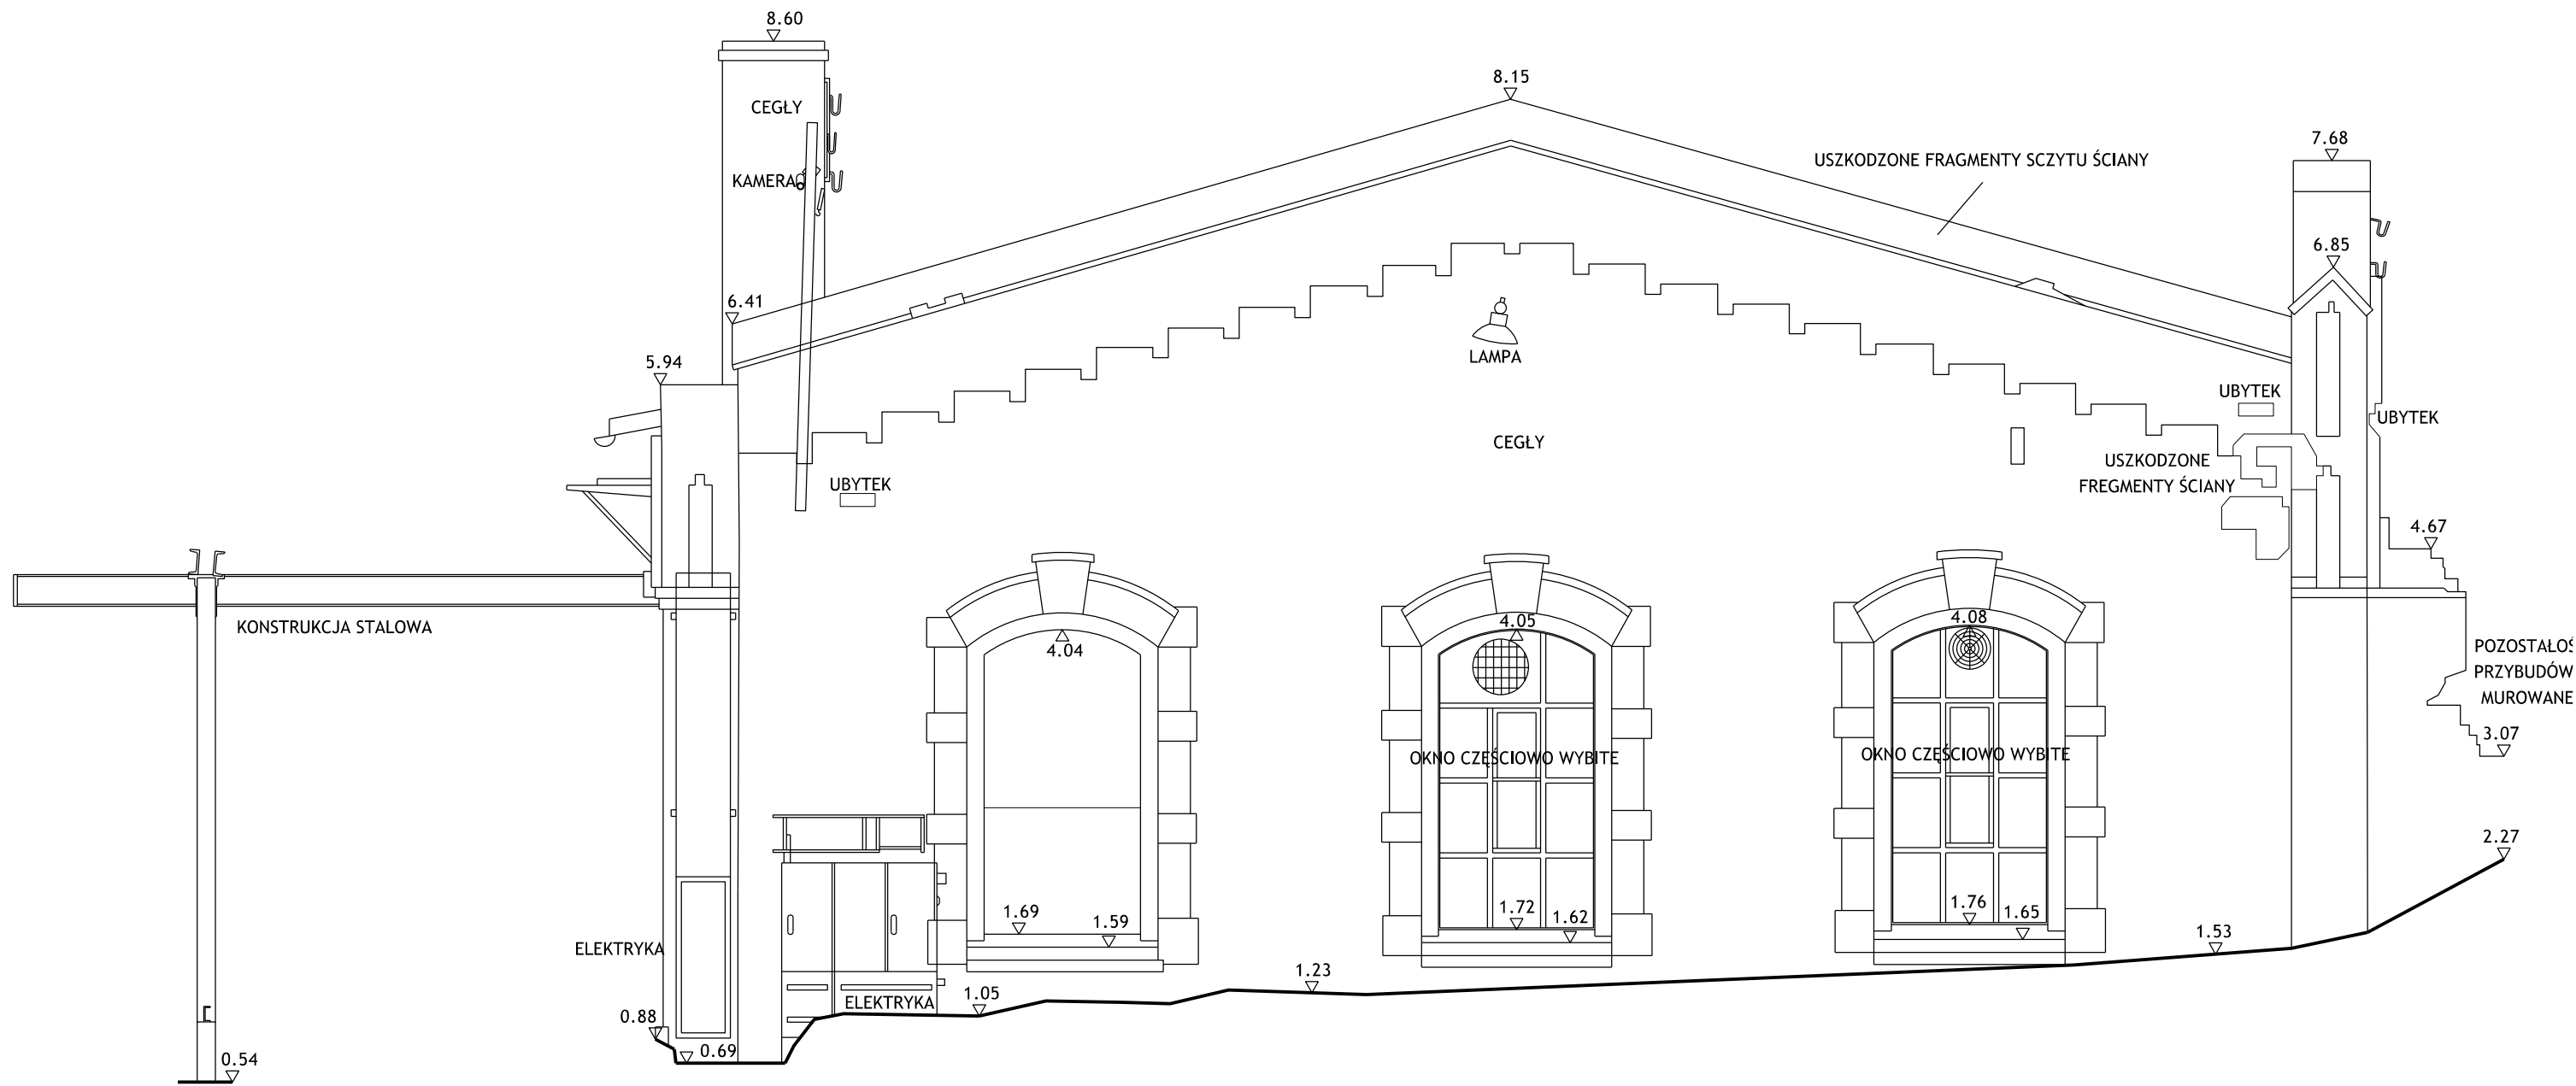 8.60
8.15
CEGŁY
7.68
USZKODZONE FRAGMENTY SCZYTU ŚCIANY
KAMERA
6.85
6.41
LAMPA
5.94
UBYTEK
UBYTEK
CEGŁY
USZKODZONE
FREGMENTY ŚCIANY
UBYTEK
4.67
KONSTRUKCJA STALOWA
4.04
4.05
4.08
POZOSTAŁOŚ
PRZYBUDÓW
MUROWANE
3.07
OKNO CZĘŚCIOWO WYBITE
OKNO CZĘŚCIOWO WYBITE
2.27
1.69
1.59
1.72
1.62
1.76
1.65
1.53
ELEKTRYKA
1.23
ELEKTRYKA
1.05
0.88
0.69
0.54